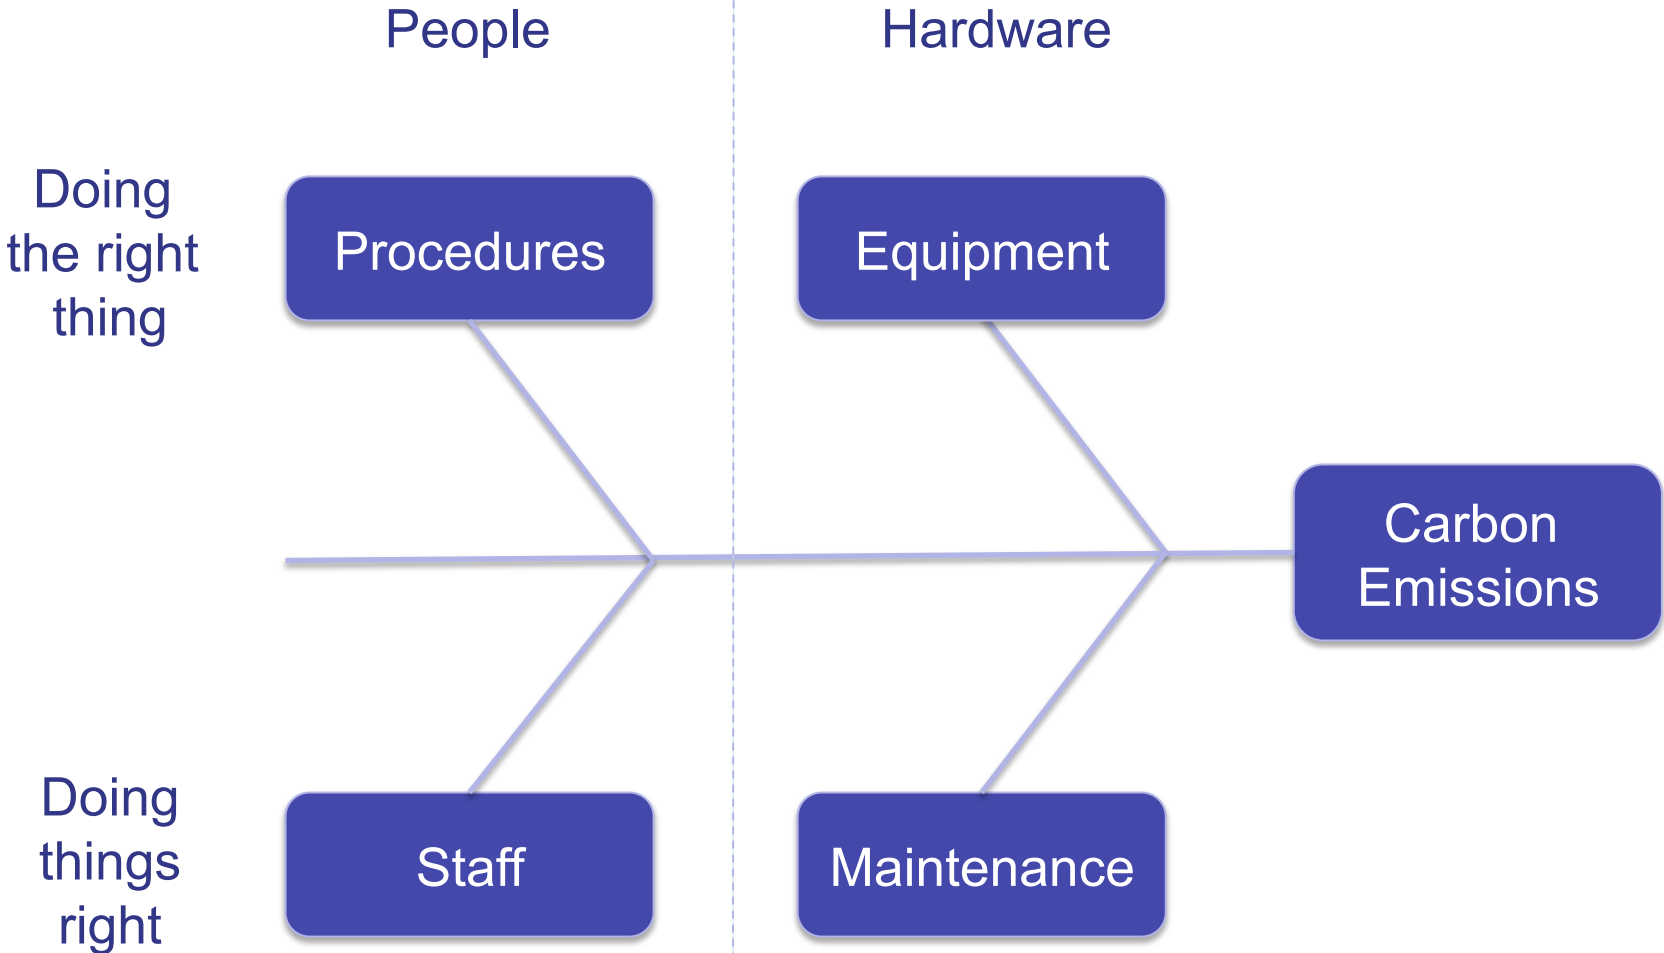 People
Hardware
Doing
the right
thing
Procedures
Equipment
Carbon
Emissions
Doing
things
right
Staff
Maintenance